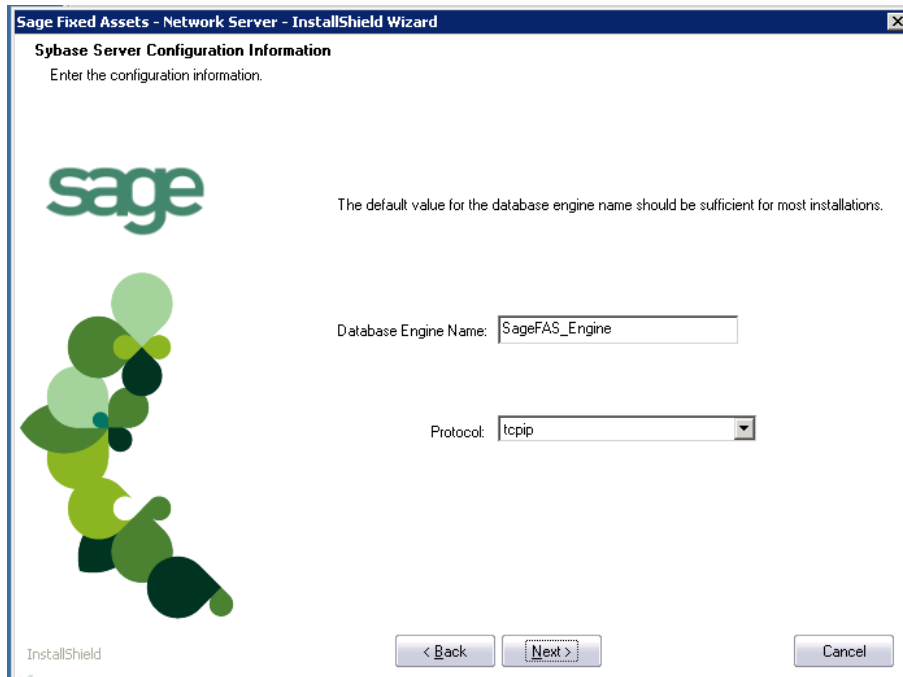 Sage Fixed Assets - Network Server - InstallShield Wizard
Sybase Server Configuration Information
Enter the configuration information.
sage
The default value for the database engine name should be sufficient for most installations.
Database Engine Name: SageFAS_Engine
Protocol: tcpip
InstallShield
< Back Next > Cancel